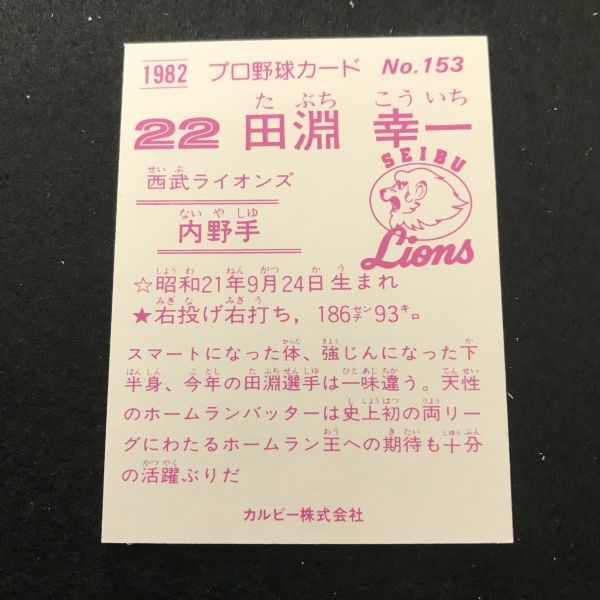 1982 プロ野球カード No.153
た ぶち こう いち
22 田淵 幸一
せい ぶ
西武ライオンズ
SEIBU
Lions
ない や しゆ
内野手
しょう わ ねん がつ か う
☆昭和21年9月24日生まれ
みぎ な みぎ う
★右投げ右打ち，186センチ93キロ
からだ きょう か
スマートになった体、強じんになった下
はん しん こ とし た ぶち せん しゅ ひと あじ ちが てん せい
半身、今年の田淵選手は一味違う。天性
し じょう はつ りょう
のホームランバッターは史上初の両リー
おう き たい じゅう ぶん
グにわたるホームラン王への期待も十分
かつ やく
の活躍ぶりだ
カルビー株式会社